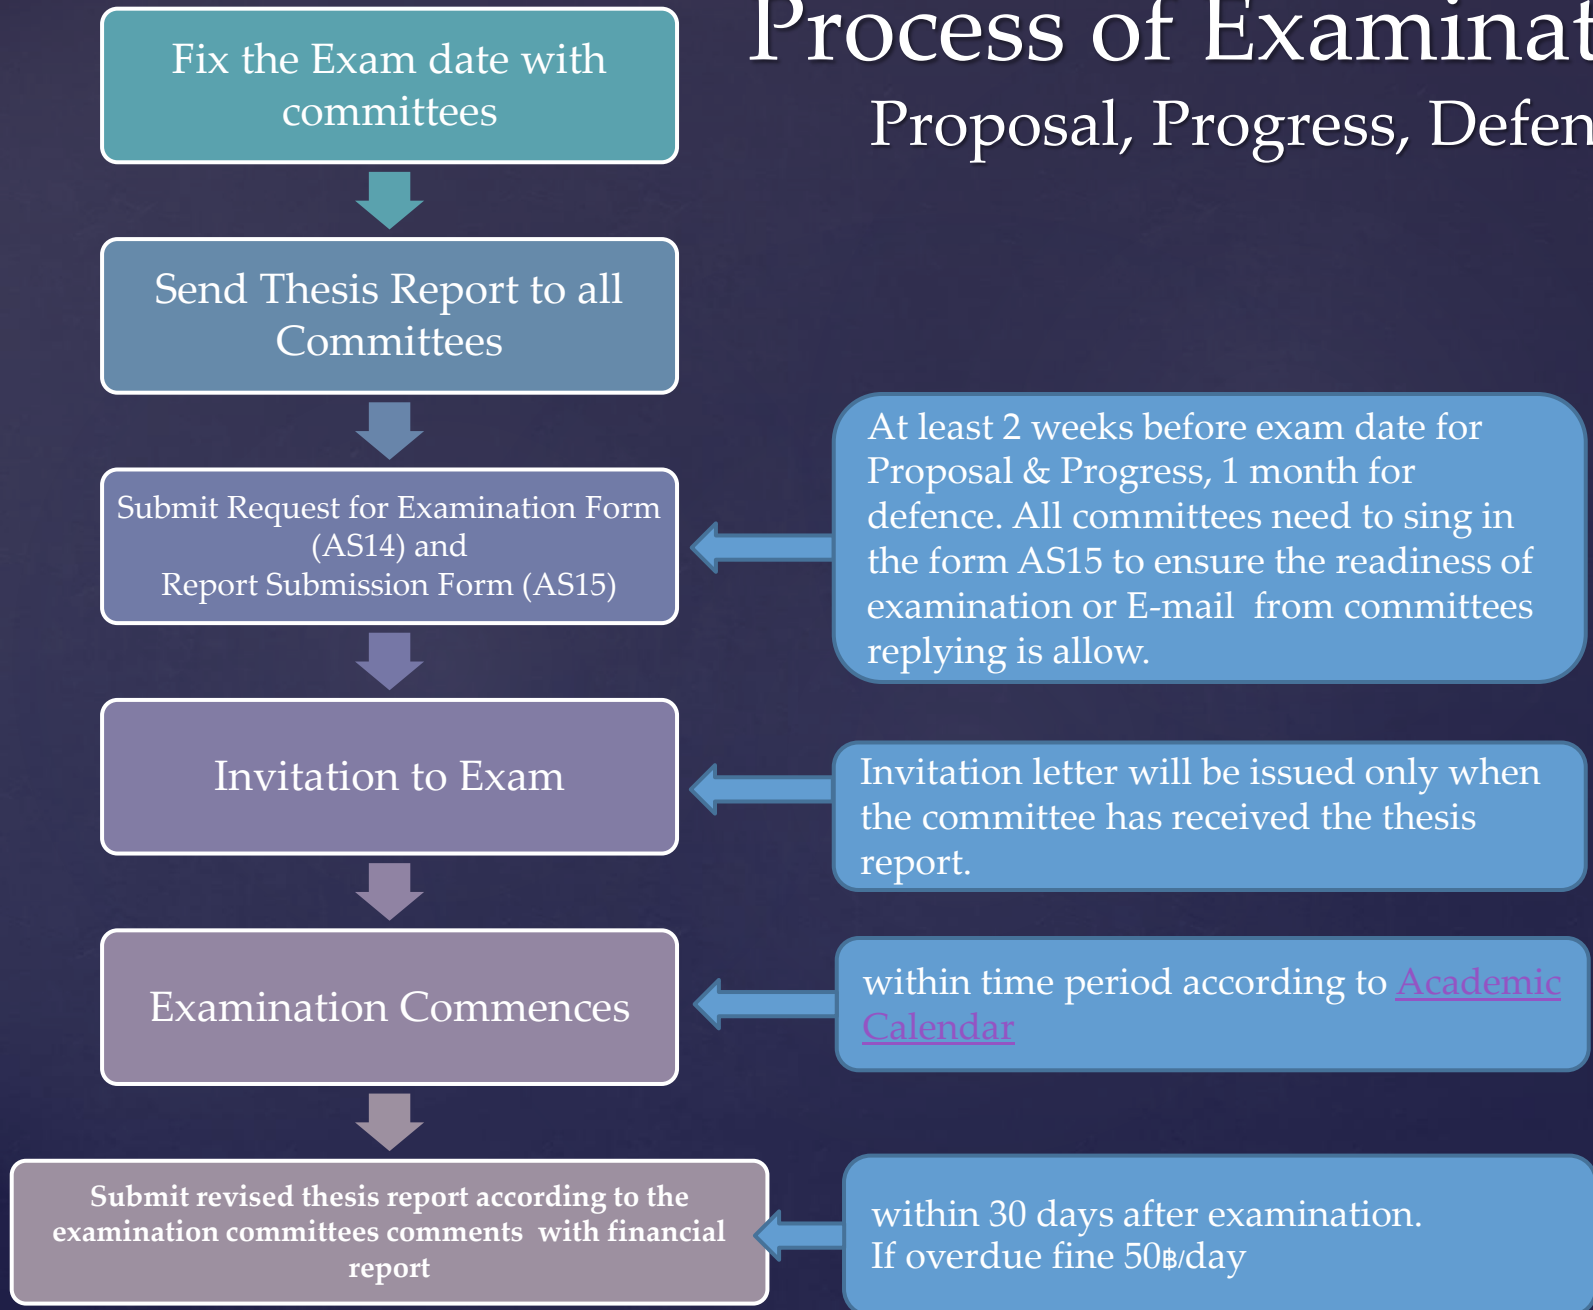 Process of Examinat
Proposal, Progress, Defen
Fix the Exam date with
committees
Send Thesis Report to all
Committees
Submit Request for Examination Form
(AS14) and
Report Submission Form (AS15)
At least 2 weeks before exam date for
Proposal & Progress, 1 month for
defence. All committees need to sing in
the form AS15 to ensure the readiness of
examination or E-mail  from committees
replying is allow.
Invitation to Exam
Invitation letter will be issued only when
the committee has received the thesis
report.
Examination Commences
within time period according to Academic
Calendar
Submit revised thesis report according to the
examination committees comments  with financial
report
within 30 days after examination.
If overdue fine 50฿/day